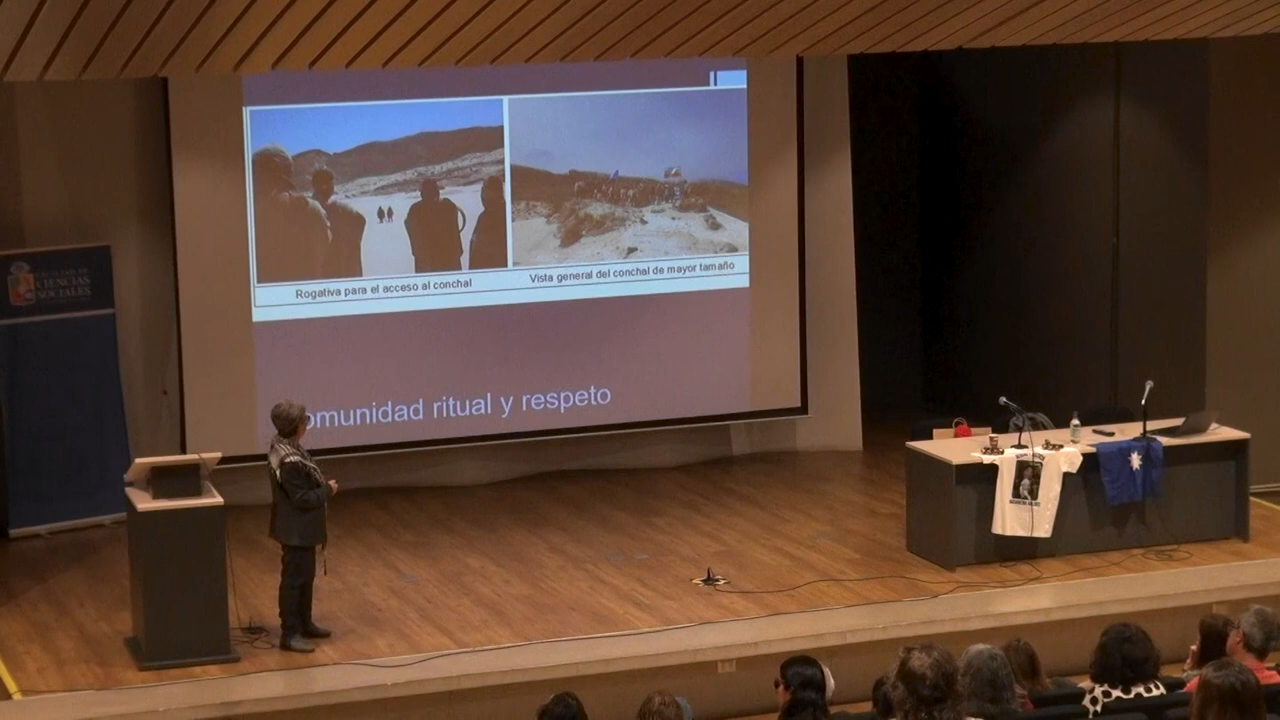 CIENCIAS
SOCIALES
Rogativa para el acceso al conchal
Vista general del conchal de mayor tamaño
omunidad ritual y respeto